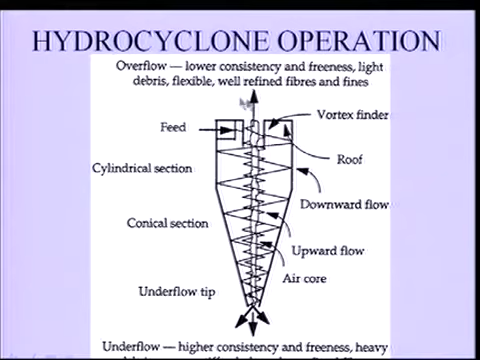 HYDROCYCLONE OPERATION
Overflow — lower consistency and freeness, light
debris, flexible, well refined fibres and fines
Vortex finder
Feed
Roof
Cylindrical section
Downward flow
Conical section
Upward flow
Air core
Underflow tip
Underflow — higher consistency and freeness, heavy